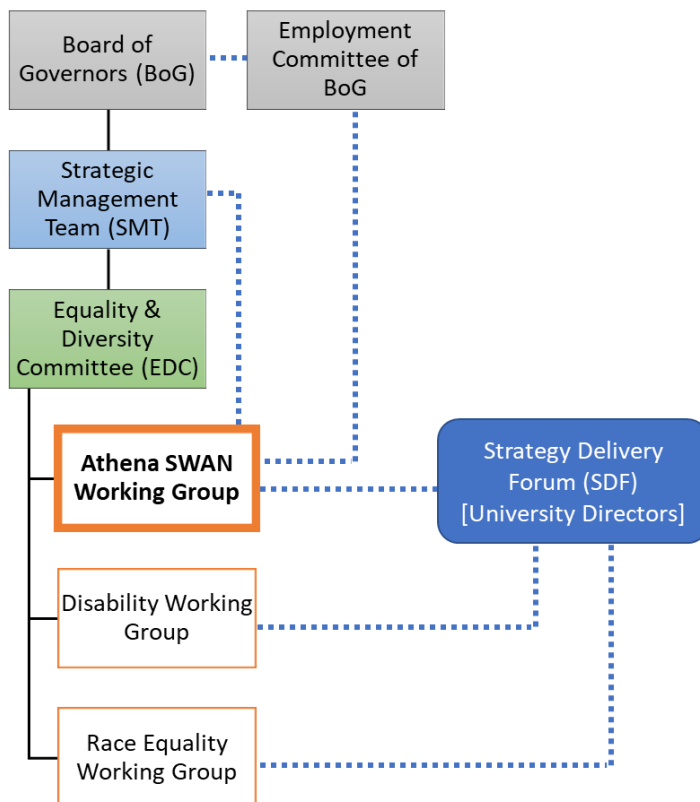 Board of
Governors (BoG)
Employment
Committee of
BoG
Strategic
Management
Team (SMT)
Equality &
Diversity
Committee (EDC)
Athena SWAN
Working Group
Strategy Delivery
Forum (SDF)
[University Directors]
Disability Working
Group
Race Equality
Working Group